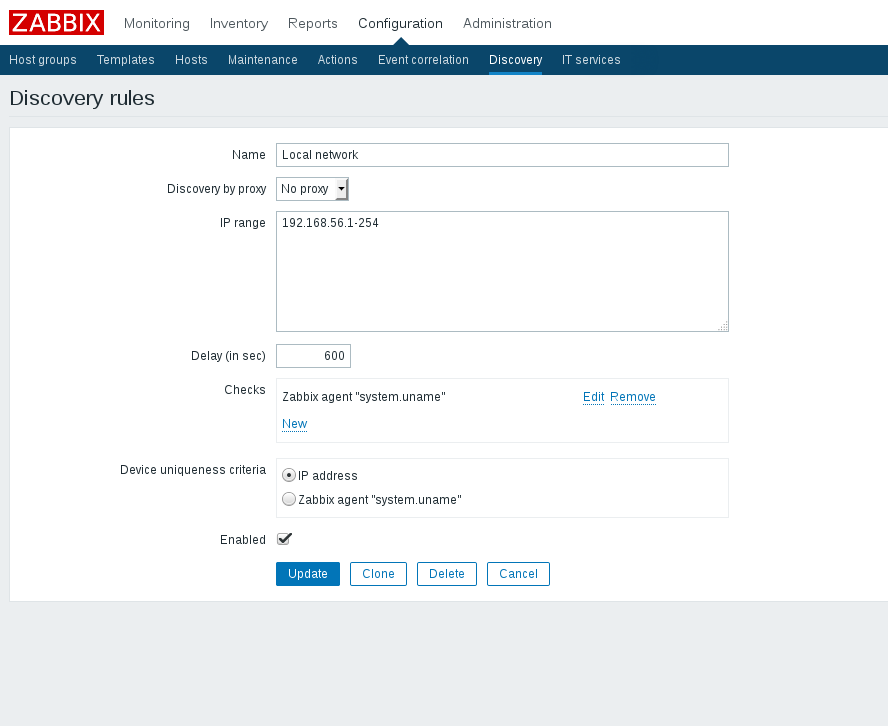 ZABBIX Monitoring Inventory Reports Configuration Administration
Host groups Templates Hosts Maintenance Actions Event correlation Discovery IT services
Discovery rules
Name Local network
Discovery by proxy No proxy
IP range 192.168.56.1-254
Delay (in sec) 600
Checks Zabbix agent "system.uname" Edit Remove
New
Device uniqueness criteria IP address
Zabbix agent "system.uname"
Enabled
Update Clone Delete Cancel